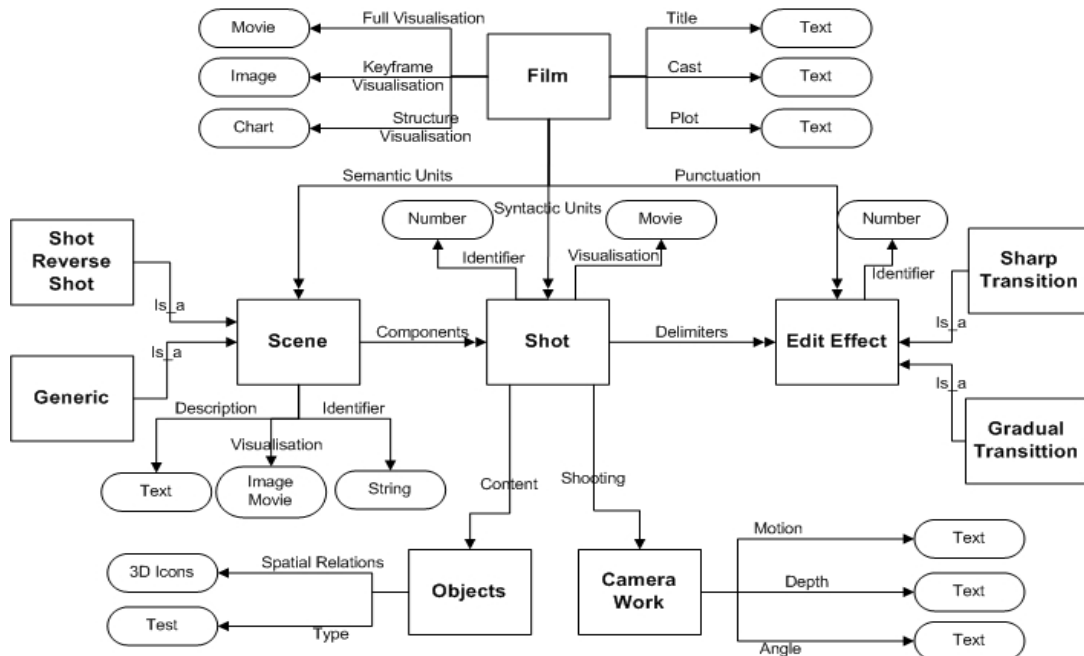 Full Visualisation
Title
Movie
Text
Keyframe
Visualisation
Cast
Image
Film
Text
Structure
Visualisation
Plot
Chart
Text
Semantic Units
Punctuation
Syntactic Units
Number
Movie
Number
Shot
Reverse
Shot
Identifier
Visualisation
Identifier
Sharp
Transition
Is_a
Is_a
Is_a
Scene
Components
Shot
Delimiters
Edit Effect
Generic
Is_a
Description
Identifier
Visualisation
Gradual
Transittion
Text
Image
Movie
String
Content
Shooting
Motion
Text
3D Icons
Spatial Relations
Objects
Camera
Work
Depth
Text
Test
Type
Angle
Text